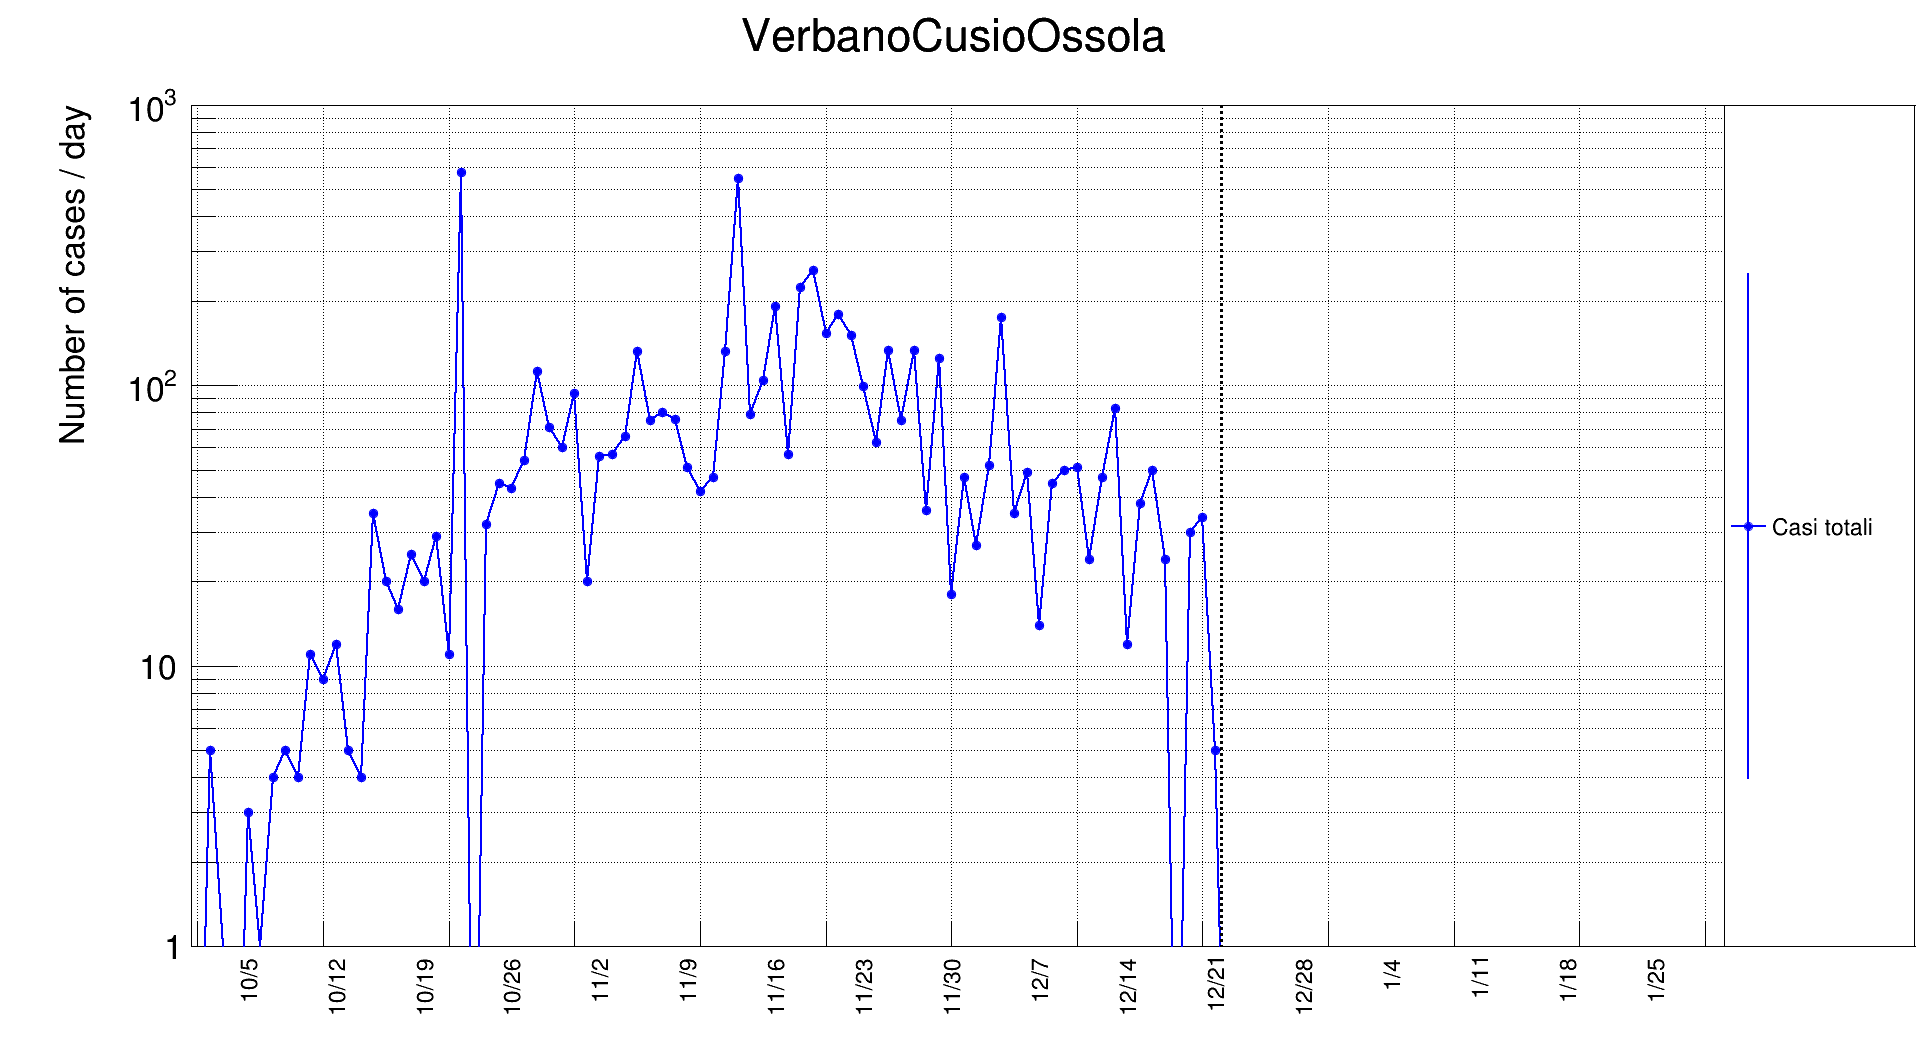 VerbanoCusioOssola
Number of cases / day
10³
10²
10
1
10/5 10/12 10/19 10/26 11/2 11/9 11/16 11/23 11/30 12/7 12/14 12/21 12/28 1/4 1/11 1/18 1/25
Casi totali